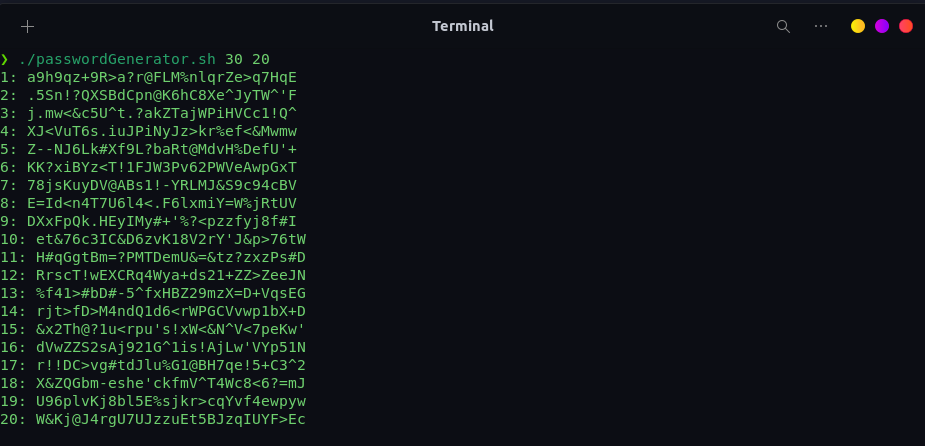 Terminal
❯ ./passwordGenerator.sh 30 20
1: a9h9qz+9R>a?r@FLM%nlqrZe>q7HqE
2: .5Sn!?QXSBdCpn@K6hC8Xe^JyTW^'F
3: j.mw<&c5U^t.?akZTajWPiHVCc1!Q^
4: XJ<VuT6s.iuJPiNyJz>kr%ef<&Mwmw
5: Z--NJ6Lk#Xf9L?baRt@MdvH%DefU'+
6: KK?xiBYz<T!1FJW3Pv62PWVeAwpGxT
7: 78jsKuyDV@ABs1!-YRLMJ&S9c94cBV
8: E=Id<n4T7U6l4<.F6lxmiY=W%jRtUV
9: DXxFpQk.HEyIMy#+'%?<pzzfyj8f#I
10: et&76c3IC&D6zvK18V2rY'J&p>76tW
11: H#qGgtBm=?PMTDemU&=&tz?zxzPs#D
12: RrscT!wEXCRq4Wya+ds21+ZZ>ZeeJN
13: %f41>#bD#-5^fxHBZ29mzX=D+VqsEG
14: rjt>fD>M4ndQ1d6<rWPGCVvwp1bX+D
15: &x2Th@?1u<rpu's!xW<&N^V<7peKw'
16: dVwZZS2sAj921G^1is!AjLw'VYp51N
17: r!!DC>vg#tdJlu%G1@BH7qe!5+C3^2
18: X&ZQGbm-eshe'ckfmV^T4Wc8<6?=mJ
19: U96plvKj8bl5E%sjkr>cqYvf4ewpyw
20: W&Kj@J4rgU7UJzzuEt5BJzqIUYF>Ec